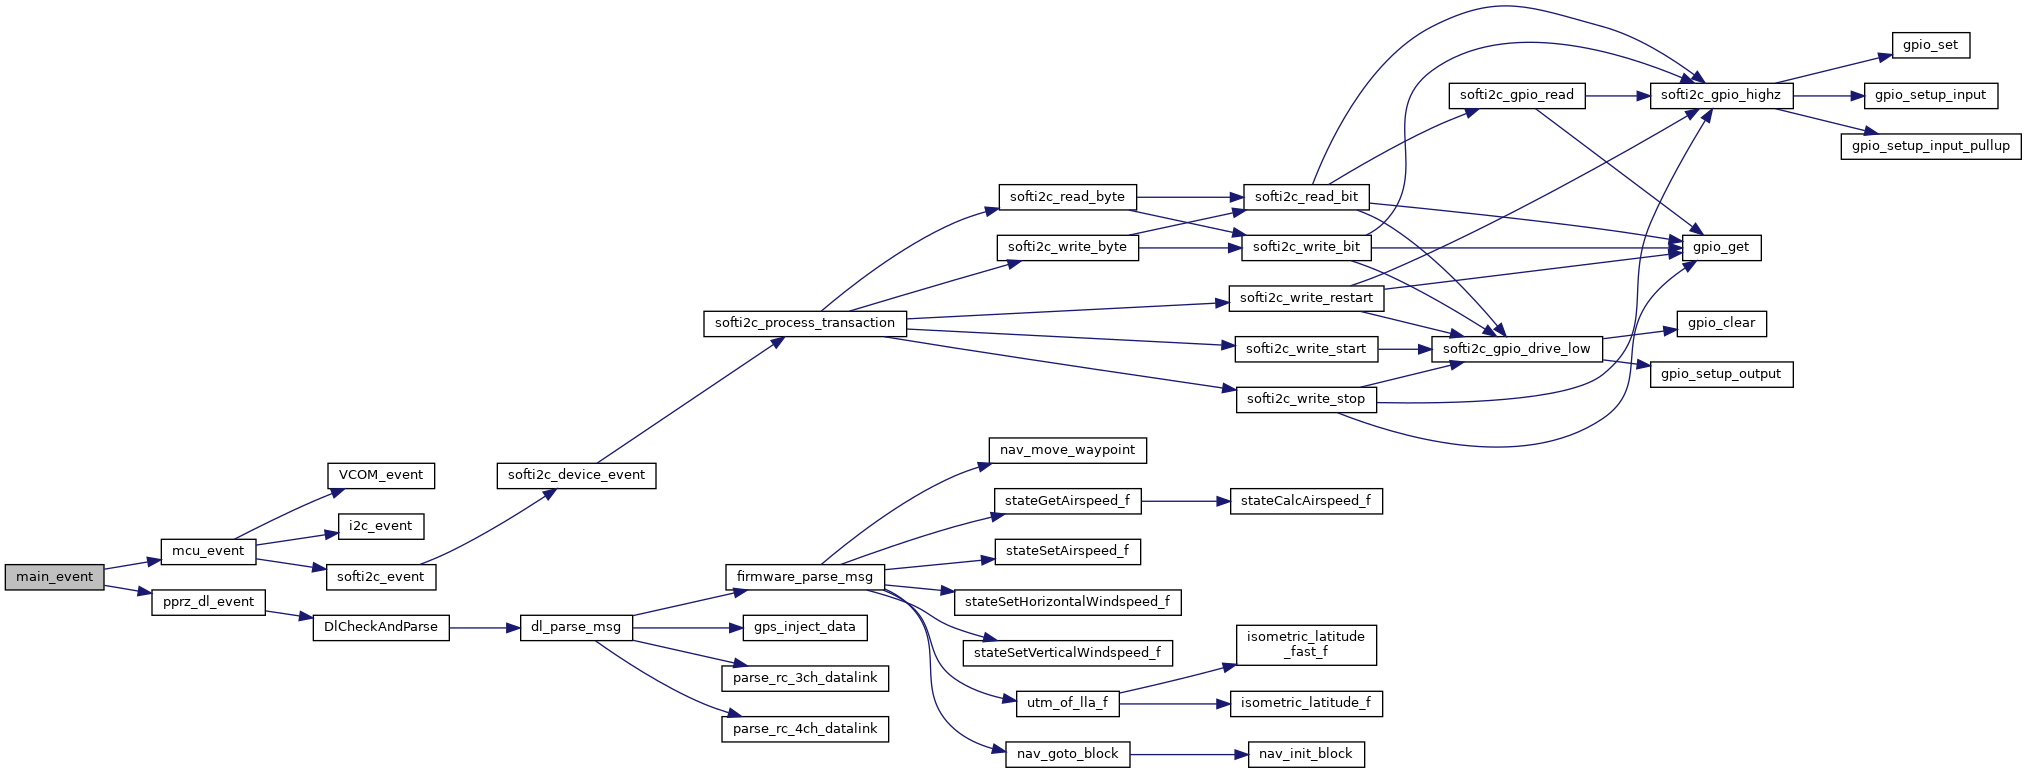 main_event
mcu_event
pprz_dl_event
VCOM_event
i2c_event
softi2c_event
DlCheckAndParse
softi2c_device_event
dl_parse_msg
softi2c_process_transaction
firmware_parse_msg
gps_inject_data
parse_rc_3ch_datalink
parse_rc_4ch_datalink
softi2c_read_byte
softi2c_write_byte
nav_move_waypoint
stateGetAirspeed_f
stateSetAirspeed_f
stateSetHorizontalWindspeed_f
stateSetVerticalWindspeed_f
utm_of_lla_f
nav_goto_block
softi2c_read_bit
softi2c_write_bit
softi2c_write_restart
softi2c_write_start
softi2c_write_stop
stateCalcAirspeed_f
isometric_latitude
_fast_f
isometric_latitude_f
nav_init_block
softi2c_gpio_read
softi2c_gpio_drive_low
softi2c_gpio_highz
gpio_get
gpio_clear
gpio_setup_output
gpio_set
gpio_setup_input
gpio_setup_input_pullup